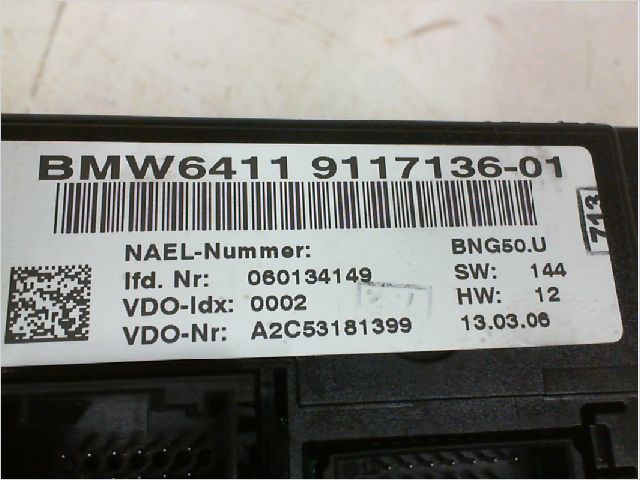 BMW6411 9117136-01
713
NAEL-Nummer: BNG50.U
lfd. Nr: 060134149 SW: 144
VDO-Idx: 0002 HW: 12
VDO-Nr: A2C53181399 13.03.06